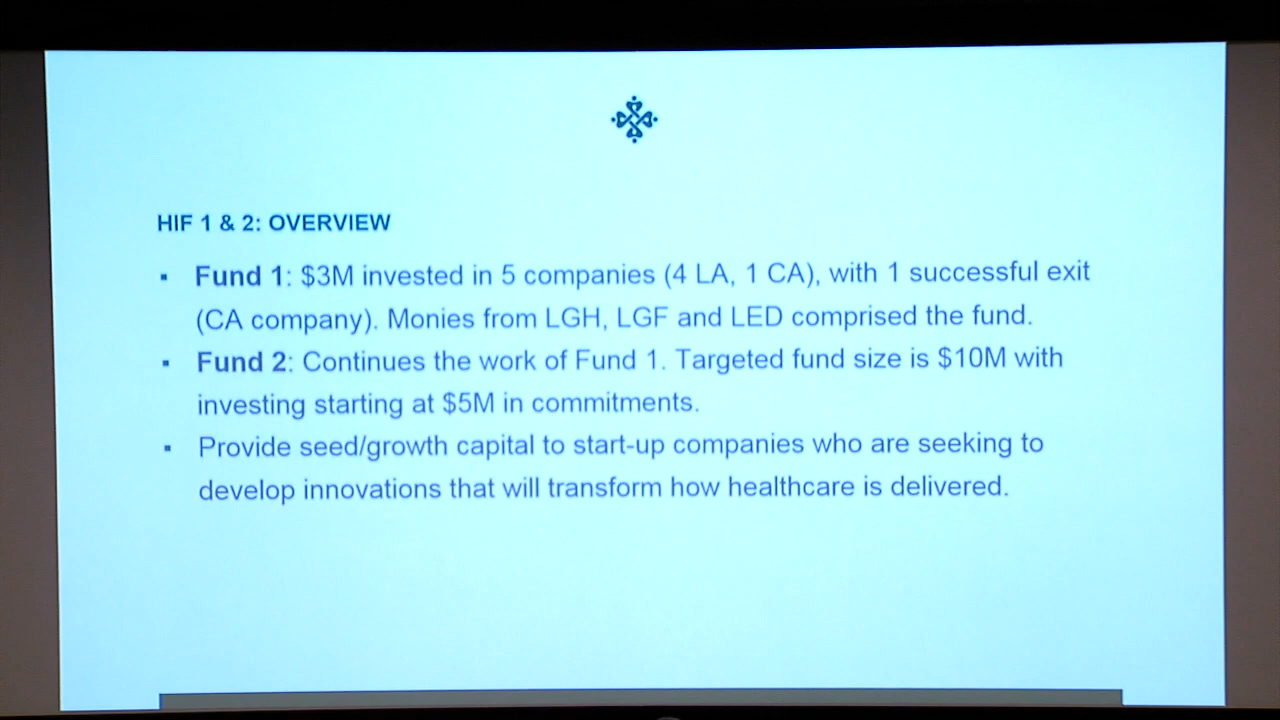 HIF 1 & 2: OVERVIEW
▪ Fund 1: $3M invested in 5 companies (4 LA, 1 CA), with 1 successful exit
(CA company). Monies from LGH, LGF and LED comprised the fund.
▪ Fund 2: Continues the work of Fund 1. Targeted fund size is $10M with
investing starting at $5M in commitments.
▪ Provide seed/growth capital to start-up companies who are seeking to
develop innovations that will transform how healthcare is delivered.